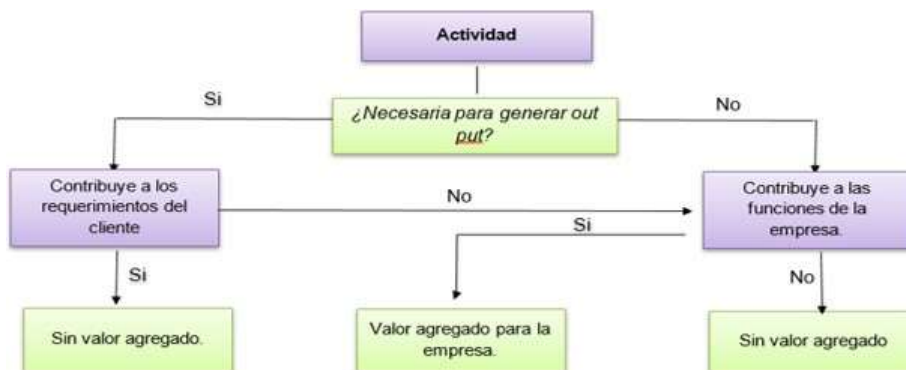 Actividad
Si
¿Necesaria para generar out
put?
No
Contribuye a los
requerimientos del
cliente
No
Contribuye a las
funciones de la
empresa.
Si
Si
No
Sin valor agregado.
Valor agregado para la
empresa.
Sin valor agregado